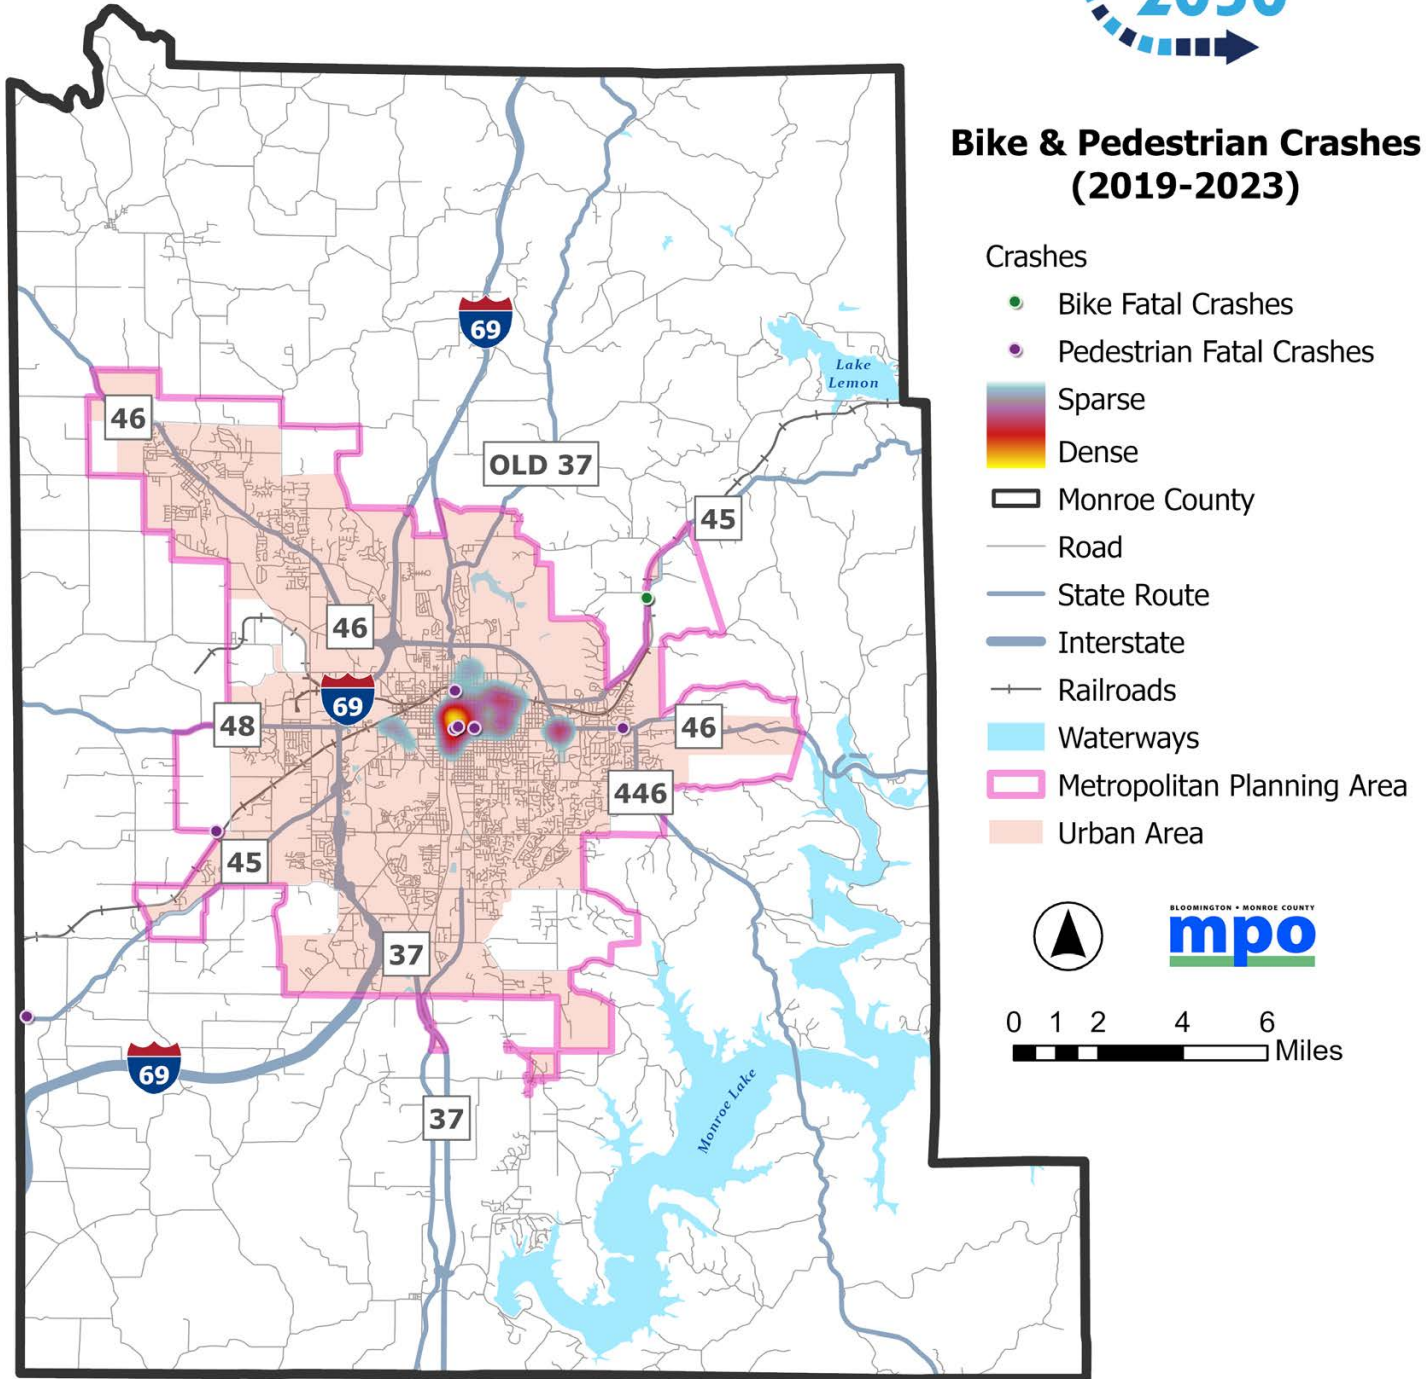 Bike & Pedestrian Crashes
(2019-2023)
Crashes
Bike Fatal Crashes
Pedestrian Fatal Crashes
Sparse
Dense
Monroe County
Road
State Route
Interstate
Railroads
Waterways
Metropolitan Planning Area
Urban Area
BLOOMINGTON • MONROE COUNTY
mpo
0 1 2 4 6
Miles
69
Lake
Lemon
46
OLD 37
45
46
69
48
46
446
45
37
69
37
Monroe Lake